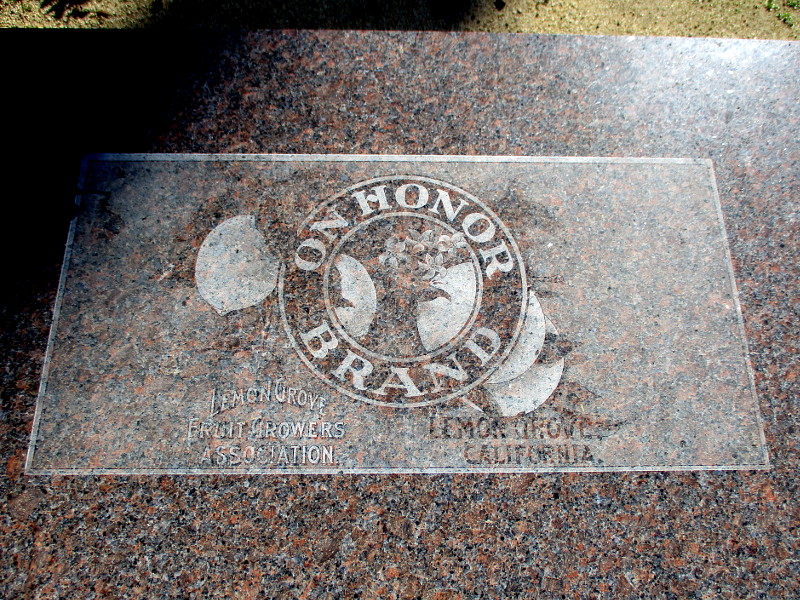 ON HONOR
BRAND
LEMON GROVE
FRUIT GROWERS
ASSOCIATION.
LEMON GROVE,
CALIFORNIA